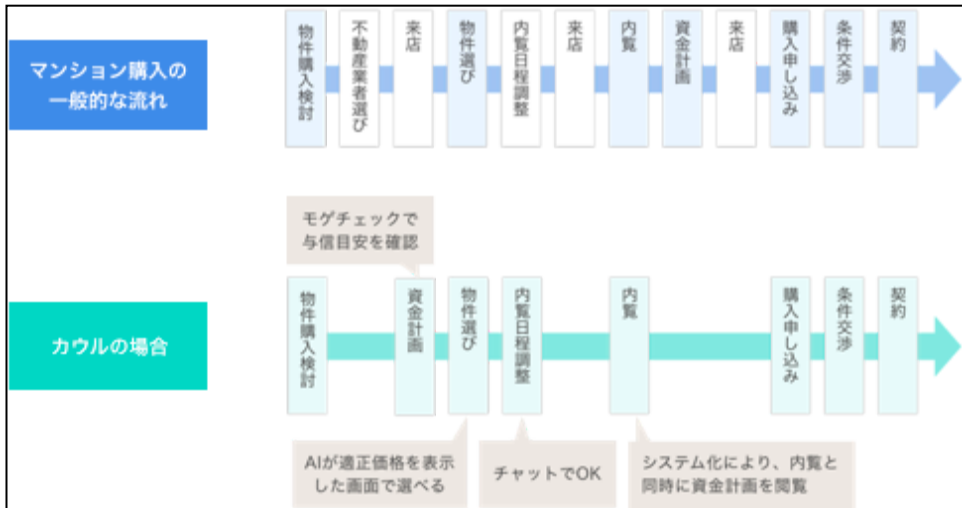 マンション購入の
一般的な流れ
物件購入検討
不動産業者選び
来店
物件選び
内覧日程調整
来店
内覧
資金計画
来店
購入申し込み
条件交渉
契約
モゲチェックで
与信目安を確認
カウルの場合
物件購入検討
資金計画
物件選び
内覧日程調整
内覧
購入申し込み
条件交渉
契約
AIが適正価格を表示
した画面で選べる
チャットでOK
システム化により、内覧と
同時に資金計画を閲覧